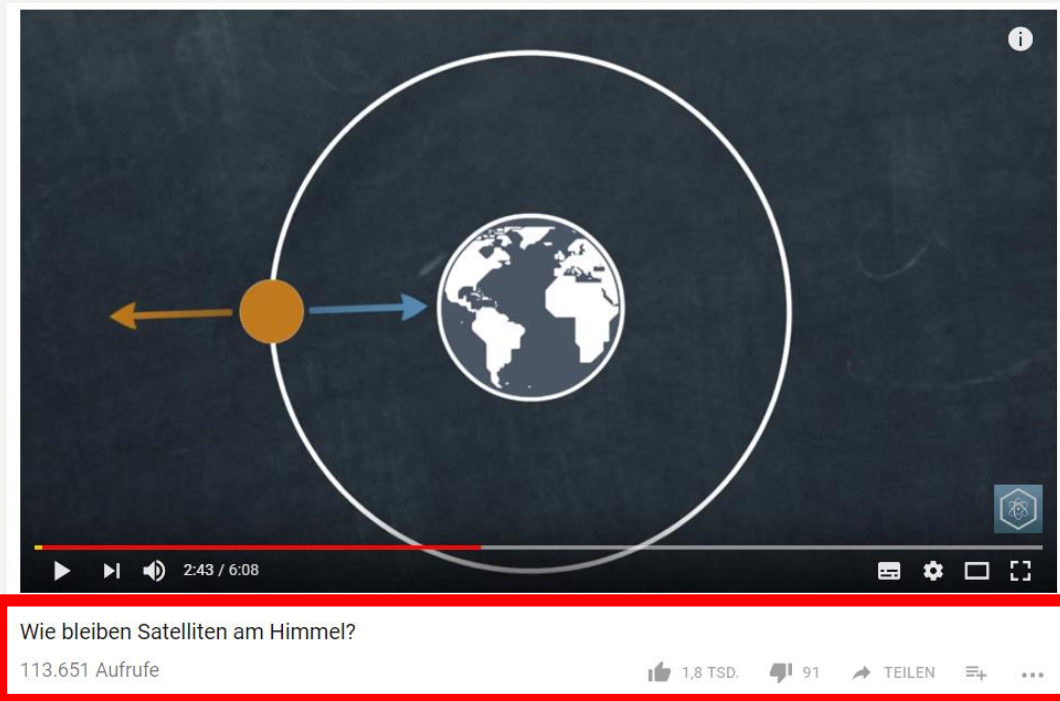 2:43 / 6:08
Wie bleiben Satelliten am Himmel?
113.651 Aufrufe
1,8 TSD. 91 TEILEN